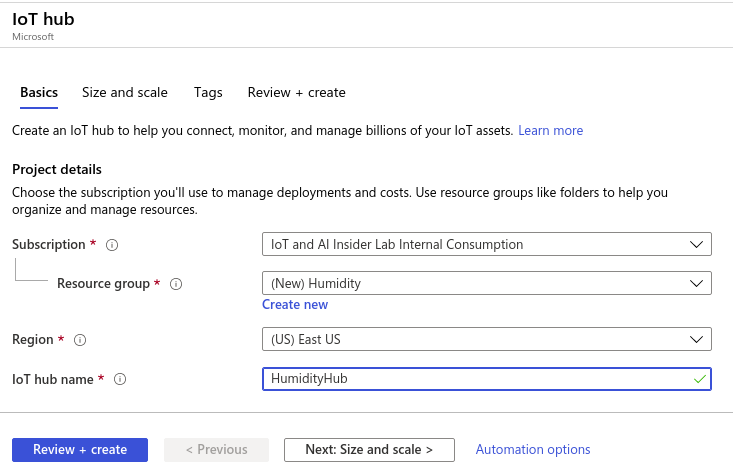 IoT hub
Microsoft
Basics Size and scale Tags Review + create
Create an IoT hub to help you connect, monitor, and manage billions of your IoT assets. Learn more
Project details
Choose the subscription you'll use to manage deployments and costs. Use resource groups like folders to help you
organize and manage resources.
Subscription * IoT and AI Insider Lab Internal Consumption
Resource group * (New) Humidity
Create new
Region * (US) East US
IoT hub name * HumidityHub
Review + create < Previous Next: Size and scale > Automation options